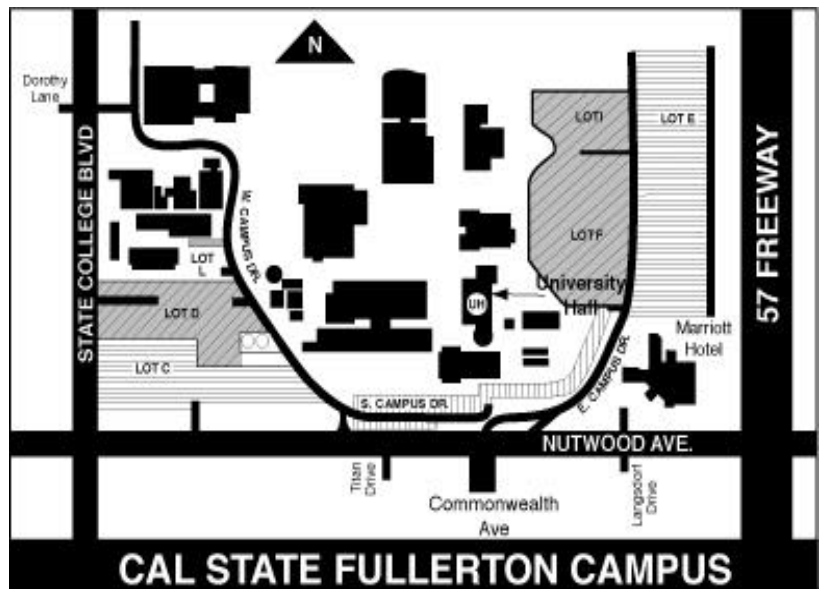 N
Dorothy
Lane
STATE COLLEGE BLVD
W. CAMPUS DR.
LOT I
LOT E
LOT F
57 FREEWAY
LOT
L
UH
University
Hall
LOT D
Marriott
Hotel
LOT C
S. CAMPUS DR.
E. CAMPUS DR.
NUTWOOD AVE.
Titan
Drive
Commonwealth
Ave
Langsdorf
Drive
CAL STATE FULLERTON CAMPUS